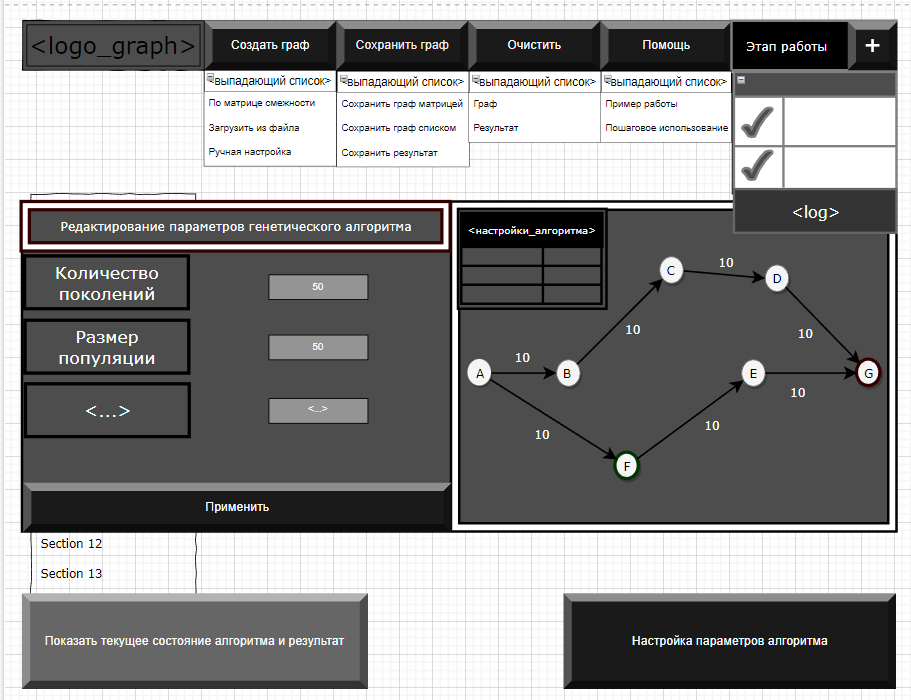 <logo_graph>
Создать граф
Сохранить граф
Очистить
Помощь
Этап работы
+
<выпадающий список>
<выпадающий список>
<выпадающий список>
<выпадающий список>
По матрице смежности
Загрузить из файла
Ручная настройка
Сохранить граф матрицей
Сохранить граф списком
Сохранить результат
Граф
Результат
Пример работы
Пошаговое использование
<log>
Редактирование параметров генетического алгоритма
Количество
поколений
50
Размер
популяции
50
<...>
<...>
Применить
<настройки_алгоритма>
C
10
D
10
10
A
10
B
E
10
G
10
10
F
Section 12
Section 13
Показать текущее состояние алгоритма и результат
Настройка параметров алгоритма